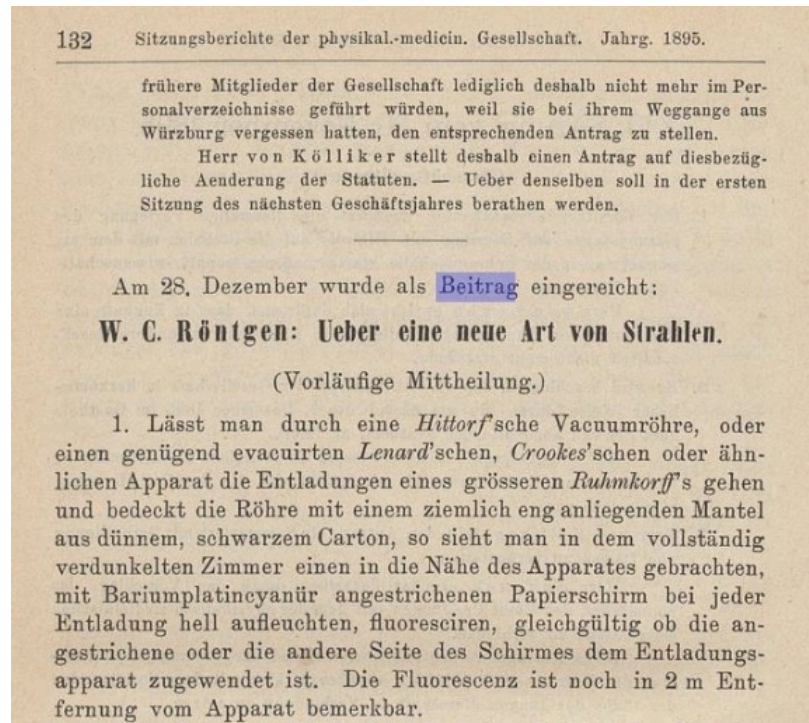 132 Sitzungsberichte der physikal.-medicin. Gesellschaft. Jahrg. 1895.
frühere Mitglieder der Gesellschaft lediglich deshalb nicht mehr im Per-
sonalverzeichnisse geführt würden, weil sie bei ihrem Weggange aus
Würzburg vergessen hatten, den entsprechenden Antrag zu stellen.
Herr von Kölliker stellt deshalb einen Antrag auf diesbezüg-
liche Aenderung der Statuten. — Ueber denselben soll in der ersten
Sitzung des nächsten Geschäftsjahres berathen werden.
Am 28. Dezember wurde als Beitrag eingereicht:
W. C. Röntgen: Ueber eine neue Art von Strahlen.
(Vorläufige Mittheilung.)
1. Lässt man durch eine Hittorf'sche Vacuumröhre, oder
einen genügend evacuirten Lenard'schen, Crookes'schen oder ähn-
lichen Apparat die Entladungen eines grösseren Ruhmkorff's gehen
und bedeckt die Röhre mit einem ziemlich eng anliegenden Mantel
aus dünnem, schwarzem Carton, so sieht man in dem vollständig
verdunkelten Zimmer einen in die Nähe des Apparates gebrachten,
mit Bariumplatincyanür angestrichenen Papierschirm bei jeder
Entladung hell aufleuchten, fluoresciren, gleichgültig ob die an-
gestrichene oder die andere Seite des Schirmes dem Entladungs-
apparat zugewendet ist. Die Fluorescenz ist noch in 2 m Ent-
fernung vom Apparat bemerkbar.